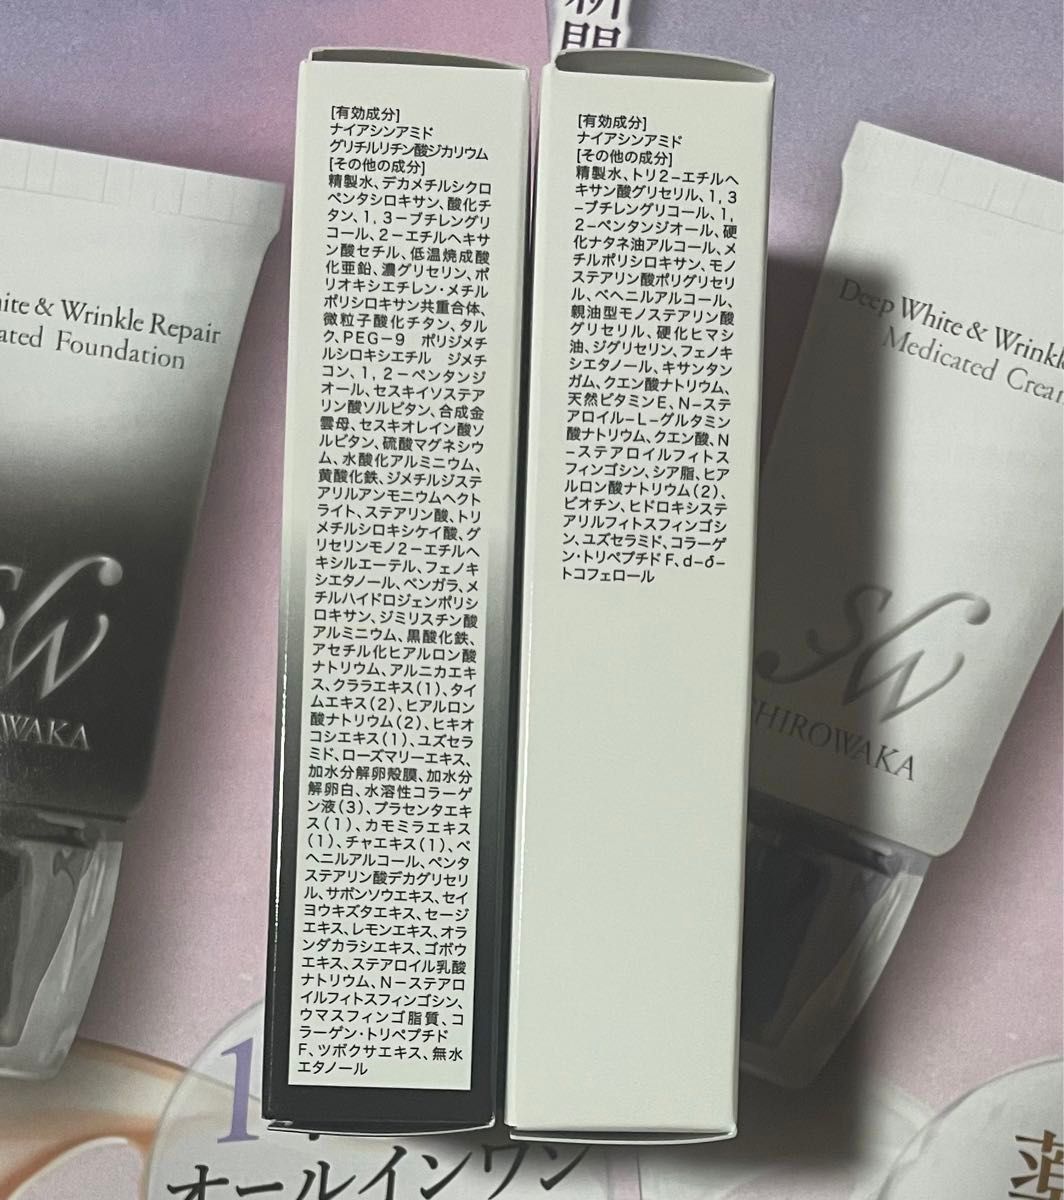 新聞
White & Wrinkle Repair
Medicated Foundation
WAKA
[有効成分]
ナイアシンアミド
グリチルリチン酸ジカリウム
[その他の成分]
精製水、デカメチルシクロ
ペンタシロキサン、酸化チ
タン、1,3-ブチレングリ
コール、2-エチルヘキサ
ン酸セチル、低温焼成酸
化亜鉛、濃グリセリン、ポ
リオキシエチレン・メチル
ポリシロキサン共重合体、
微粒子酸化チタン、タル
ク、PEG-9 ポリジメチ
ルシロキシエチル ジメチ
コン、1,2-ペンタンジ
オール、セスキイソステア
リン酸ソルビタン、合成金
雲母、セスキオレイン酸ソ
ルビタン、硫酸マグネシウ
ム、水酸化アルミニウム、
黄酸化鉄、ジメチルジステ
アリルアンモニウムヘクト
ライト、ステアリン酸、トリ
メチルシロキシケイ酸、グ
リセリンモノ2-エチルヘ
キシルエーテル、フェノキ
シエタノール、ベンガラ、メ
チルハイドロジェンポリシ
ロキサン、ジミリスチン酸
アルミニウム、黒酸化鉄、
アセチル化ヒアルロン酸
ナトリウム、アルニカエキ
ス、クララエキス(1)、タイ
ムエキス(2)、ヒアルロン
酸ナトリウム(2)、ヒキオ
コシエキス(1)、ユズセラ
ミド、ローズマリーエキス、
加水分解卵殻膜、加水分
解卵白、水溶性コラーゲ
ン液(3)、プラセンタエキ
ス(1)、カモミラエキス
(1)、チャエキス(1)、ベ
ヘニルアルコール、ペンタ
ステアリン酸デカグリセリ
ル、サボンソウエキス、セイ
ヨウキズタエキス、セージ
エキス、レモンエキス、オラ
ンダカラシエキス、ゴボウ
エキス、ステアロイル乳酸
ナトリウム、N-ステアロ
イルフィトスフィンゴシン、
ウマスフィンゴ脂質、コ
ラーゲン・トリペプチド
F、ツボクサエキス、無水
エタノール
[有効成分]
ナイアシンアミド
[その他の成分]
精製水、トリ2-エチルヘ
キサン酸グリセリル、1,3
-ブチレングリコール、1,
2-ペンタンジオール、硬
化ナタネ油アルコール、メ
チルポリシロキサン、モノ
ステアリン酸ポリグリセリ
ル、ベヘニルアルコール、
親油型モノステアリン酸
グリセリル、硬化ヒマシ
油、ジグリセリン、フェノキ
シエタノール、キサンタン
ガム、クエン酸ナトリウム、
天然ビタミンE、N-ステ
アロイル-L-グルタミン
酸ナトリウム、クエン酸、N
-ステアロイルフィトス
フィンゴシン、シア脂、ヒア
ルロン酸ナトリウム(2)、
ビオチン、ヒドロキシステ
アリルフィトスフィンゴシ
ン、ユズセラミド、コラーゲ
ン・トリペプチドF、d-δ-
トコフェロール
Deep White & Wrinkle
Medicated Cream
SW
SHIROWAKA
1
オールインワン